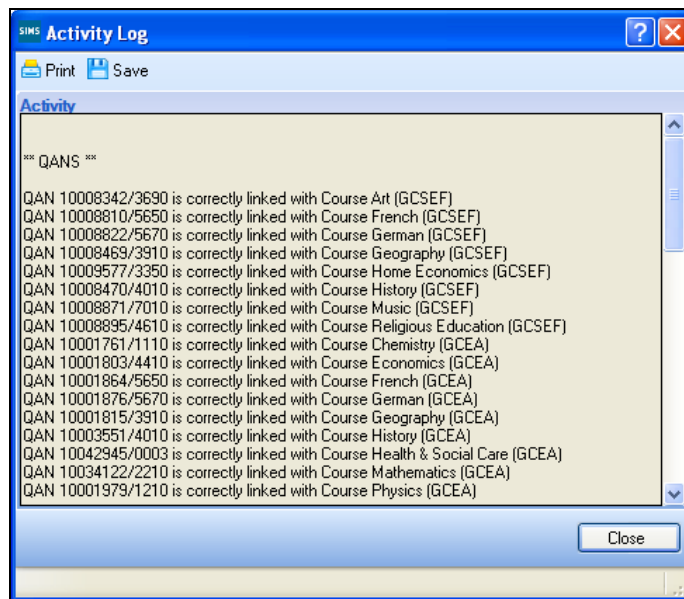 SIMS Activity Log
Print Save
Activity
** QANS **
QAN 10008342/3690 is correctly linked with Course Art (GCSEF)
QAN 10008810/5650 is correctly linked with Course French (GCSEF)
QAN 10008822/5670 is correctly linked with Course German (GCSEF)
QAN 10008469/3910 is correctly linked with Course Geography (GCSEF)
QAN 10009577/3350 is correctly linked with Course Home Economics (GCSEF)
QAN 10008470/4010 is correctly linked with Course History (GCSEF)
QAN 10008871/7010 is correctly linked with Course Music (GCSEF)
QAN 10008895/4610 is correctly linked with Course Religious Education (GCSEF)
QAN 10001761/1110 is correctly linked with Course Chemistry (GCEA)
QAN 10001803/4410 is correctly linked with Course Economics (GCEA)
QAN 10001864/5650 is correctly linked with Course French (GCEA)
QAN 10001876/5670 is correctly linked with Course German (GCEA)
QAN 10001815/3910 is correctly linked with Course Geography (GCEA)
QAN 10003551/4010 is correctly linked with Course History (GCEA)
QAN 10042945/0003 is correctly linked with Course Health & Social Care (GCEA)
QAN 10034122/2210 is correctly linked with Course Mathematics (GCEA)
QAN 10001979/1210 is correctly linked with Course Physics (GCEA)
Close